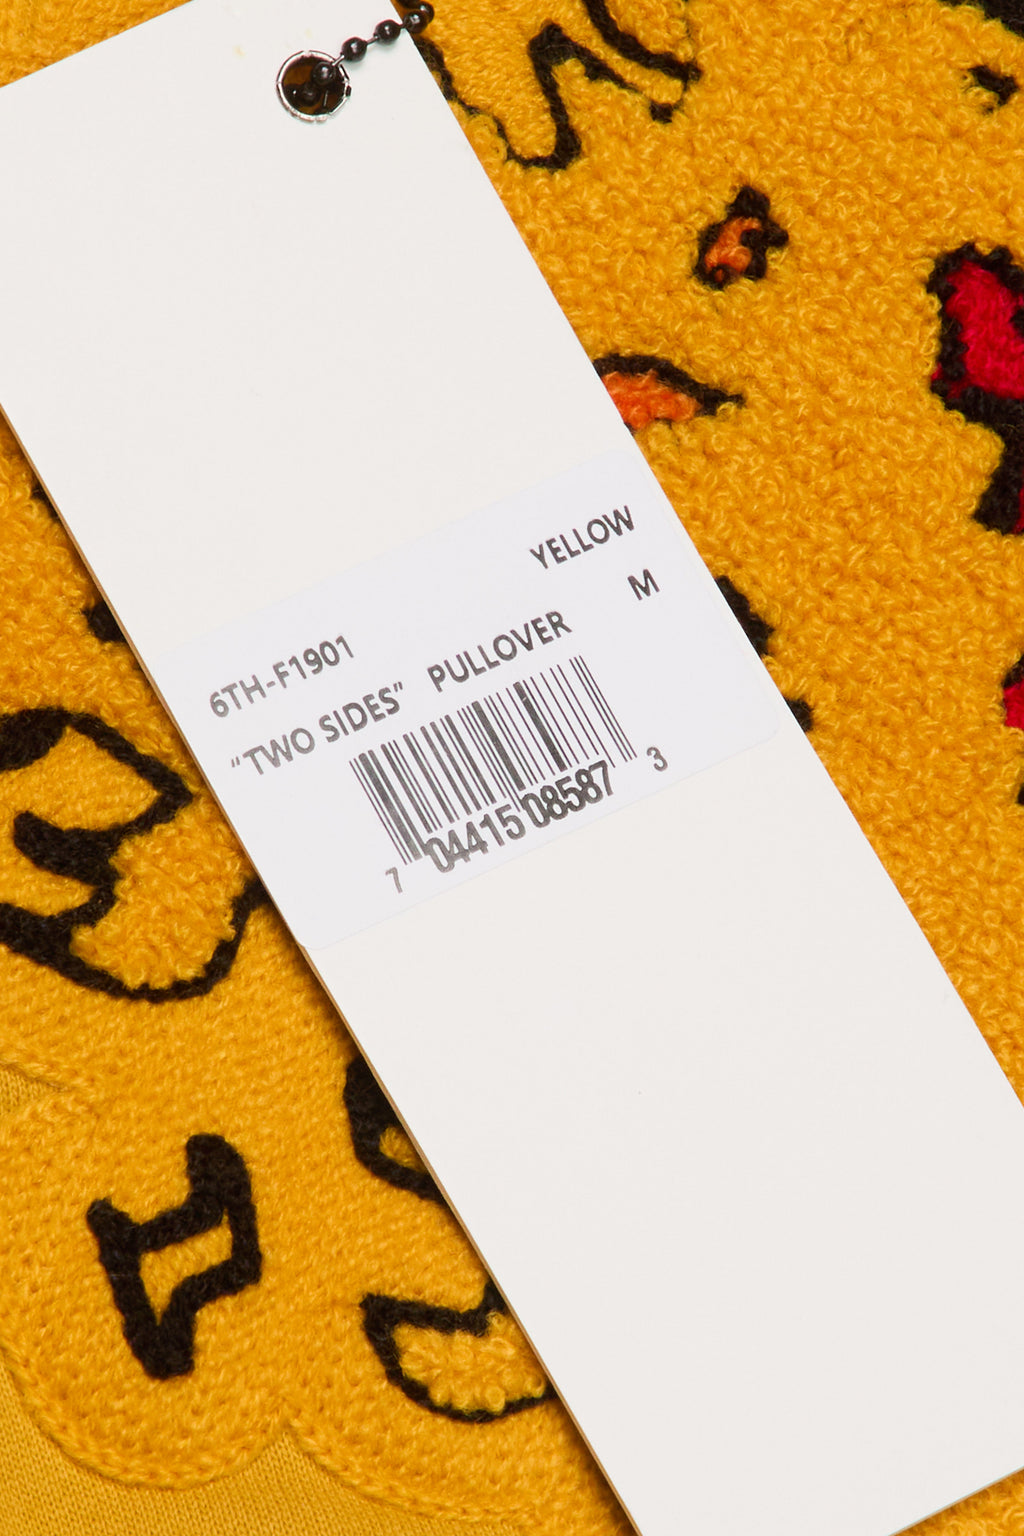 YELLOW
6TH-F1901 M
“TWO SIDES” PULLOVER
7 04415 08587 3